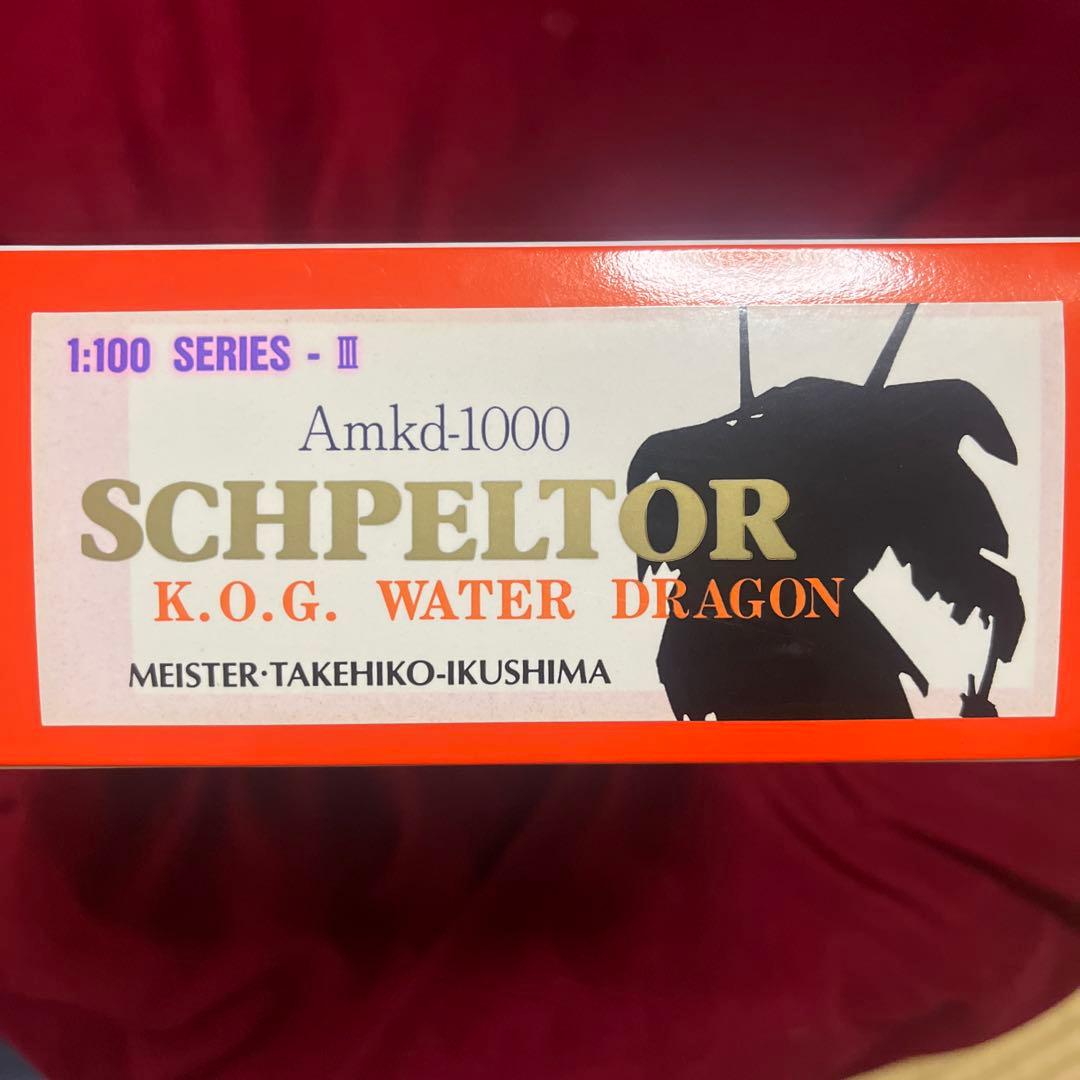 1:100 SERIES - Ⅲ
Amkd-1000
SCHPELTOR
K.O.G. WATER DRAGON
MEISTER·TAKEHIKO-IKUSHIMA